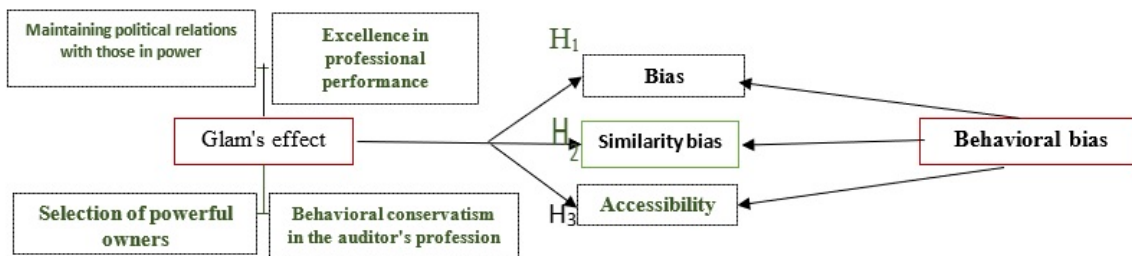 Maintaining political relations
with those in power
Excellence in
professional
performance
H1
Bias
Glam's effect
H2
Similarity bias
Behavioral bias
Selection of powerful
owners
Behavioral conservatism
in the auditor's profession
H3
Accessibility